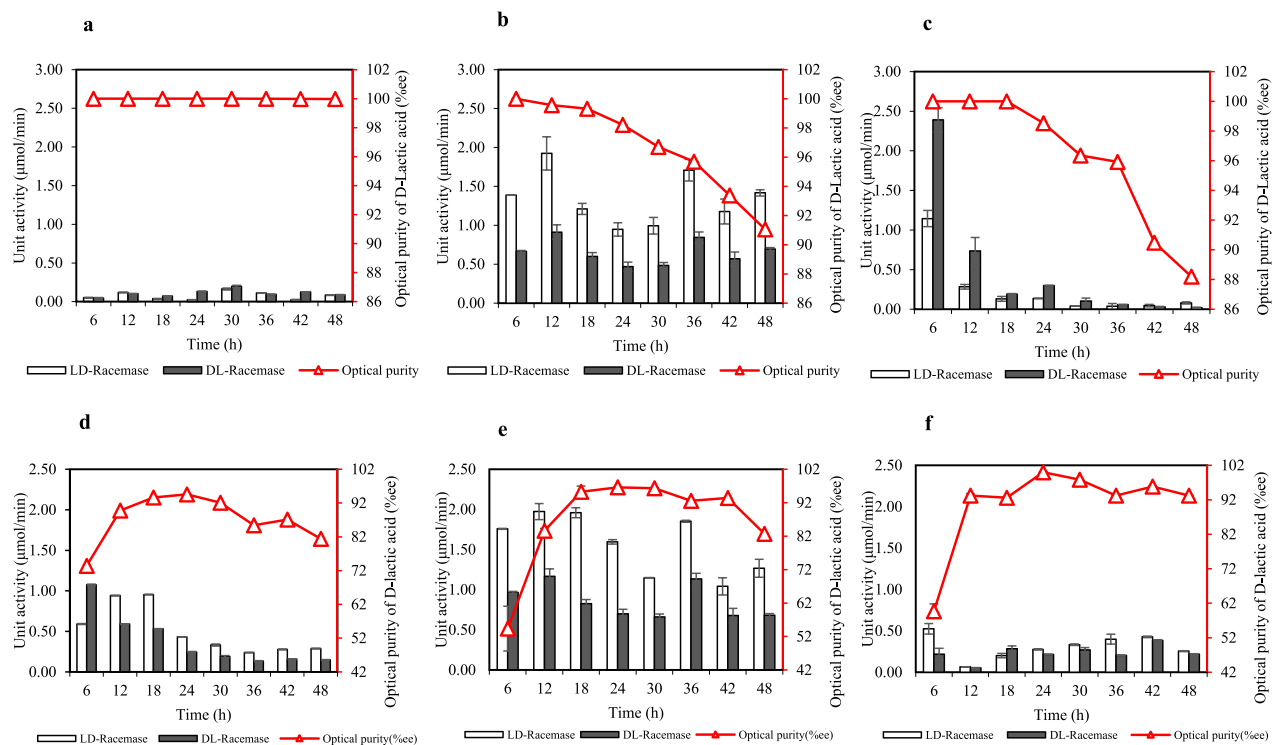 a
Unit activity (µmol/min)
3.00
2.50
2.00
1.50
1.00
0.50
0.00
102
100
98
96
94
92
90
88
86
Optical purity of D-Lactic acid (%ee)
6 12 18 24 30 36 42 48
Time (h)
LD-Racemase DL-Racemase Optical purity
b
Unit activity (µmol/min)
3.00
2.50
2.00
1.50
1.00
0.50
0.00
102
100
98
96
94
92
90
88
86
Optical purity of D-Lactic acid (%ee)
6 12 18 24 30 36 42 48
Time (h)
LD-Racemase DL-Racemase Optical purity
c
Unit activity (µmol/min)
3.00
2.50
2.00
1.50
1.00
0.50
0.00
102
100
98
96
94
92
90
88
86
Optical purity of D-Lactic acid (%ee)
6 12 18 24 30 36 42 48
Time (h)
LD-Racemase DL-Racemase Optical purity
d
Unit activity (µmol/min)
2.50
2.00
1.50
1.00
0.50
0.00
102
92
82
72
62
52
42
Optical purity of D-lactic acid (%ee)
6 12 18 24 30 36 42 48
Time (h)
LD-Racemase DL-Racemase Optical purity(%ee)
e
Unit activity (µmol/min)
2.50
2.00
1.50
1.00
0.50
0.00
102
92
82
72
62
52
42
Optical purity of D-lactic acid (%ee)
6 12 18 24 30 36 42 48
Time (h)
LD-Racemase DL-Racemase Optical purity(%ee)
f
Unit activity (µmol/min)
2.50
2.00
1.50
1.00
0.50
0.00
102
92
82
72
62
52
42
Optical purity of D-lactic acid (%ee)
6 12 18 24 30 36 42 48
Time (h)
LD-Racemase DL-Racemase Optical purity(%ee)